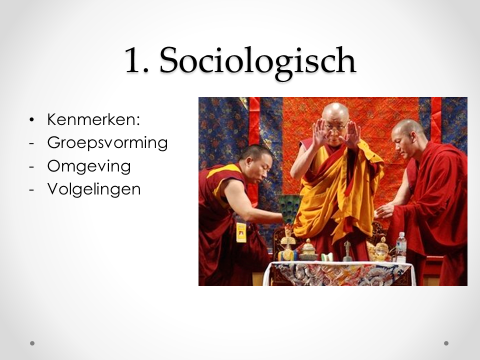 1. Sociologisch
• Kenmerken:
- Groepsvorming
- Omgeving
- Volgelingen